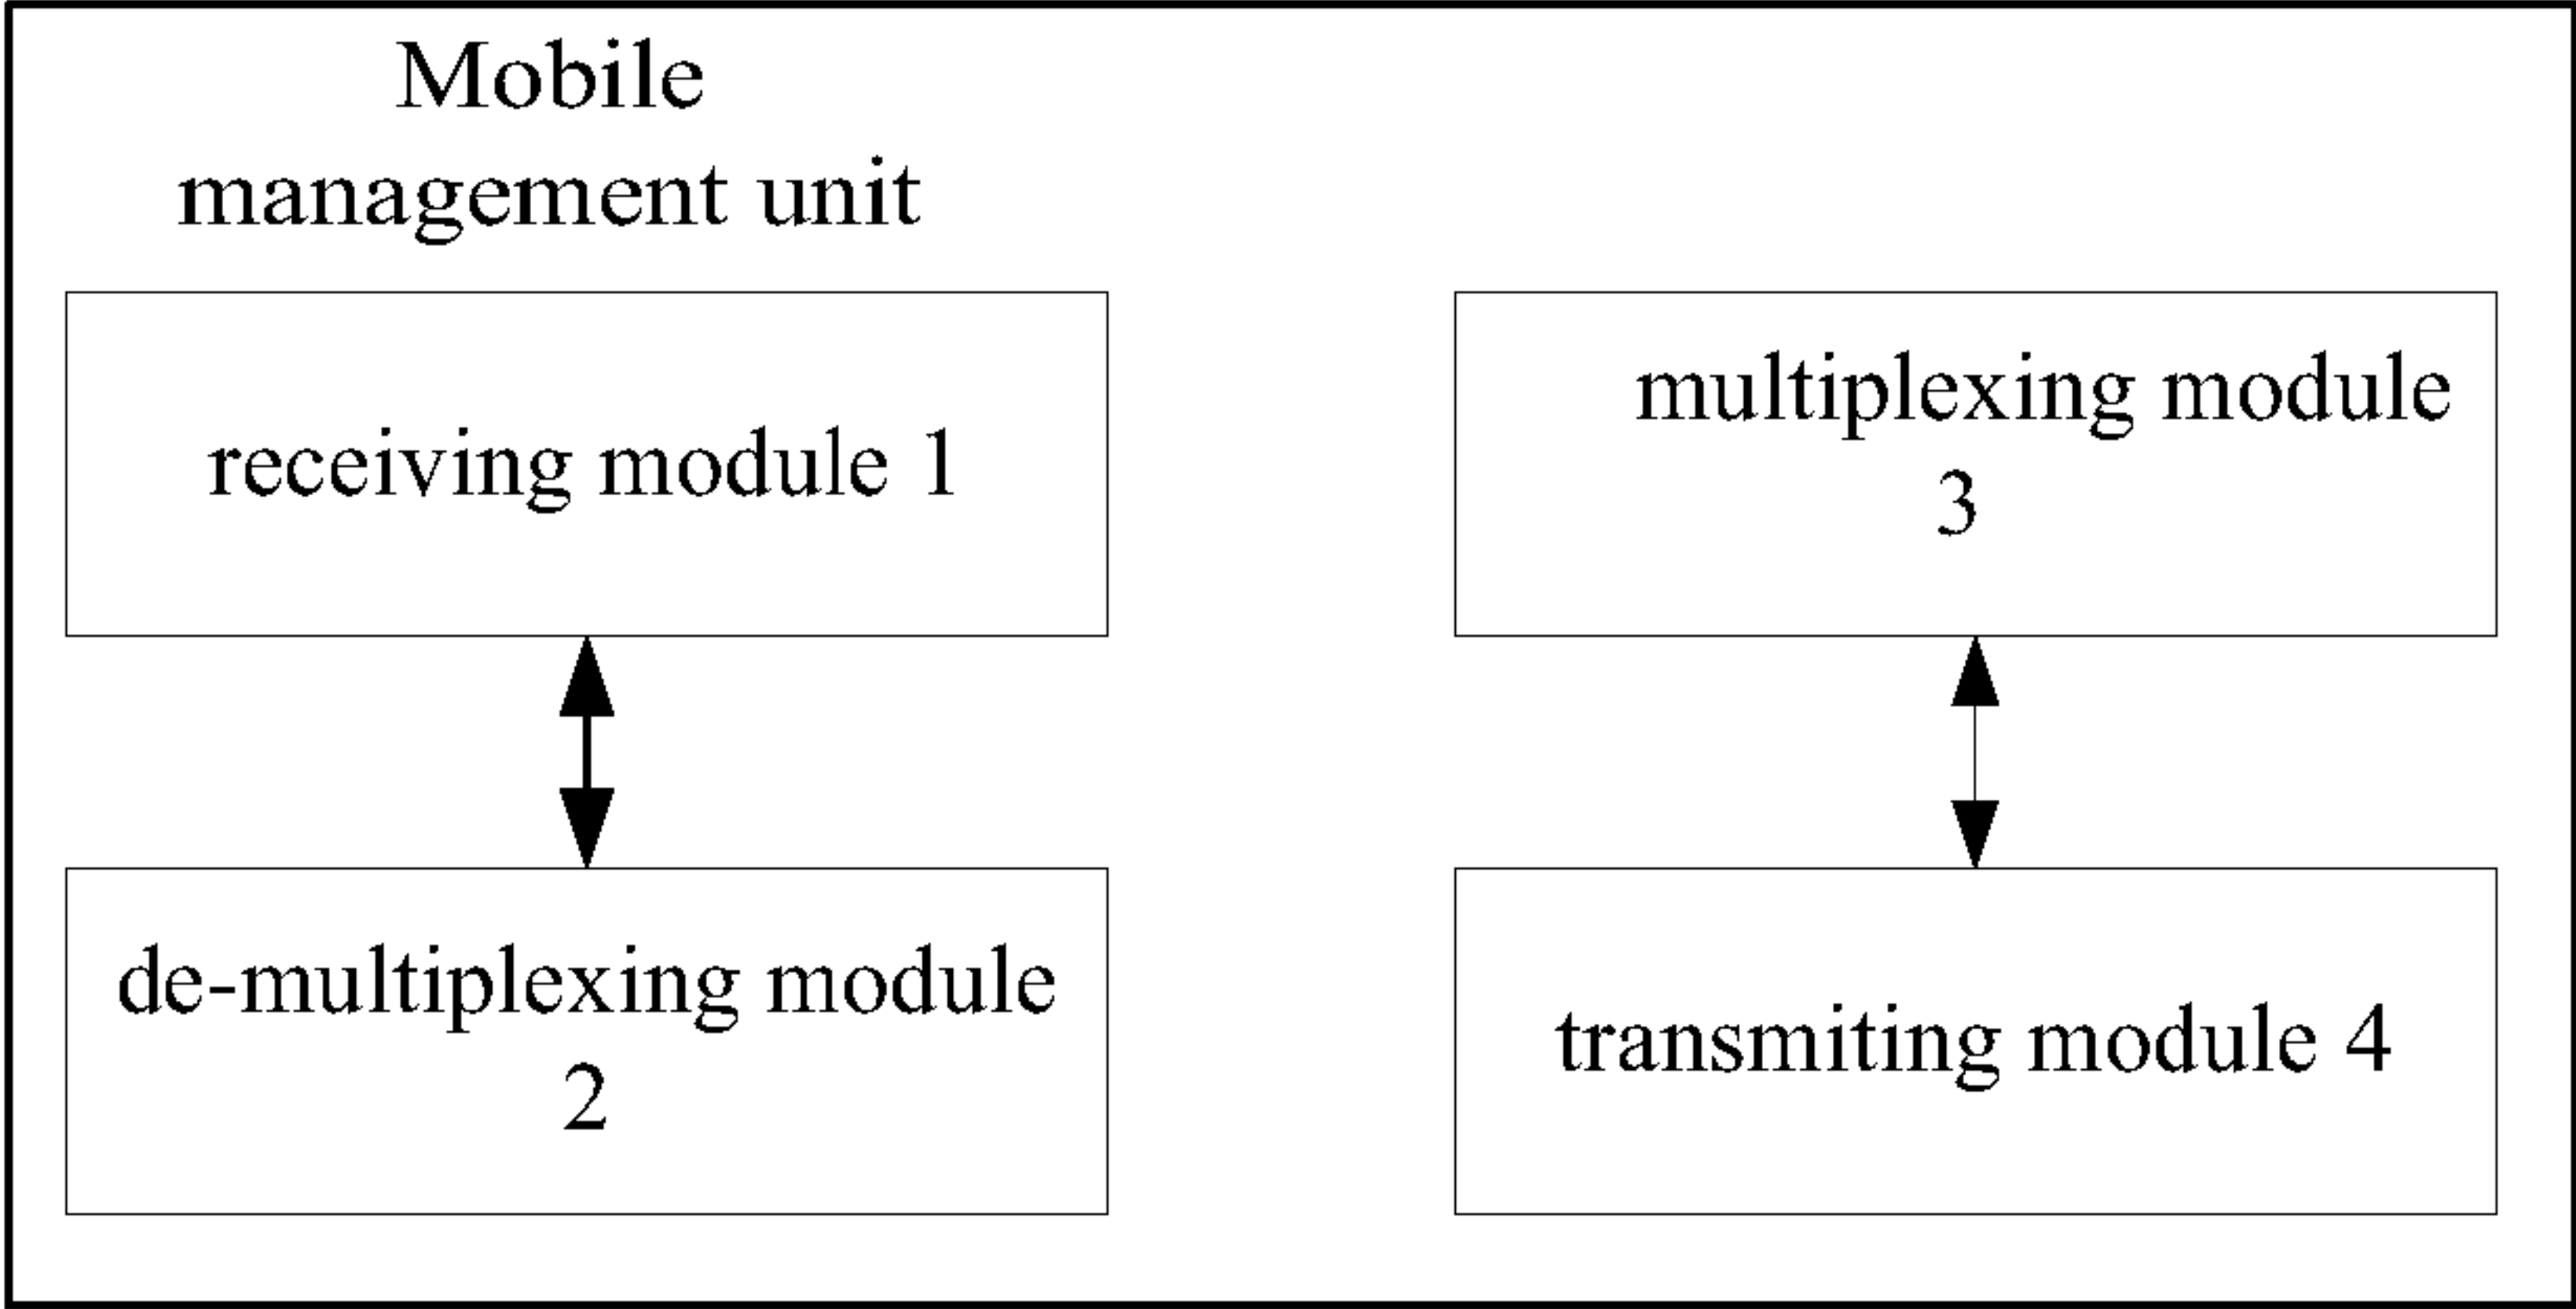 Mobile
management unit
receiving module 1
multiplexing module
3
de-multiplexing module
2
transmiting module 4